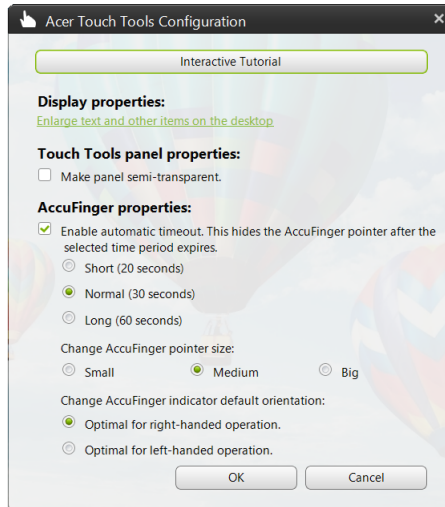 Acer Touch Tools Configuration
Interactive Tutorial
Display properties:
Enlarge text and other items on the desktop
Touch Tools panel properties:
Make panel semi-transparent.
AccuFinger properties:
Enable automatic timeout. This hides the AccuFinger pointer after the
selected time period expires.
Short (20 seconds)
Normal (30 seconds)
Long (60 seconds)
Change AccuFinger pointer size:
Small Medium Big
Change AccuFinger indicator default orientation:
Optimal for right-handed operation.
Optimal for left-handed operation.
OK Cancel